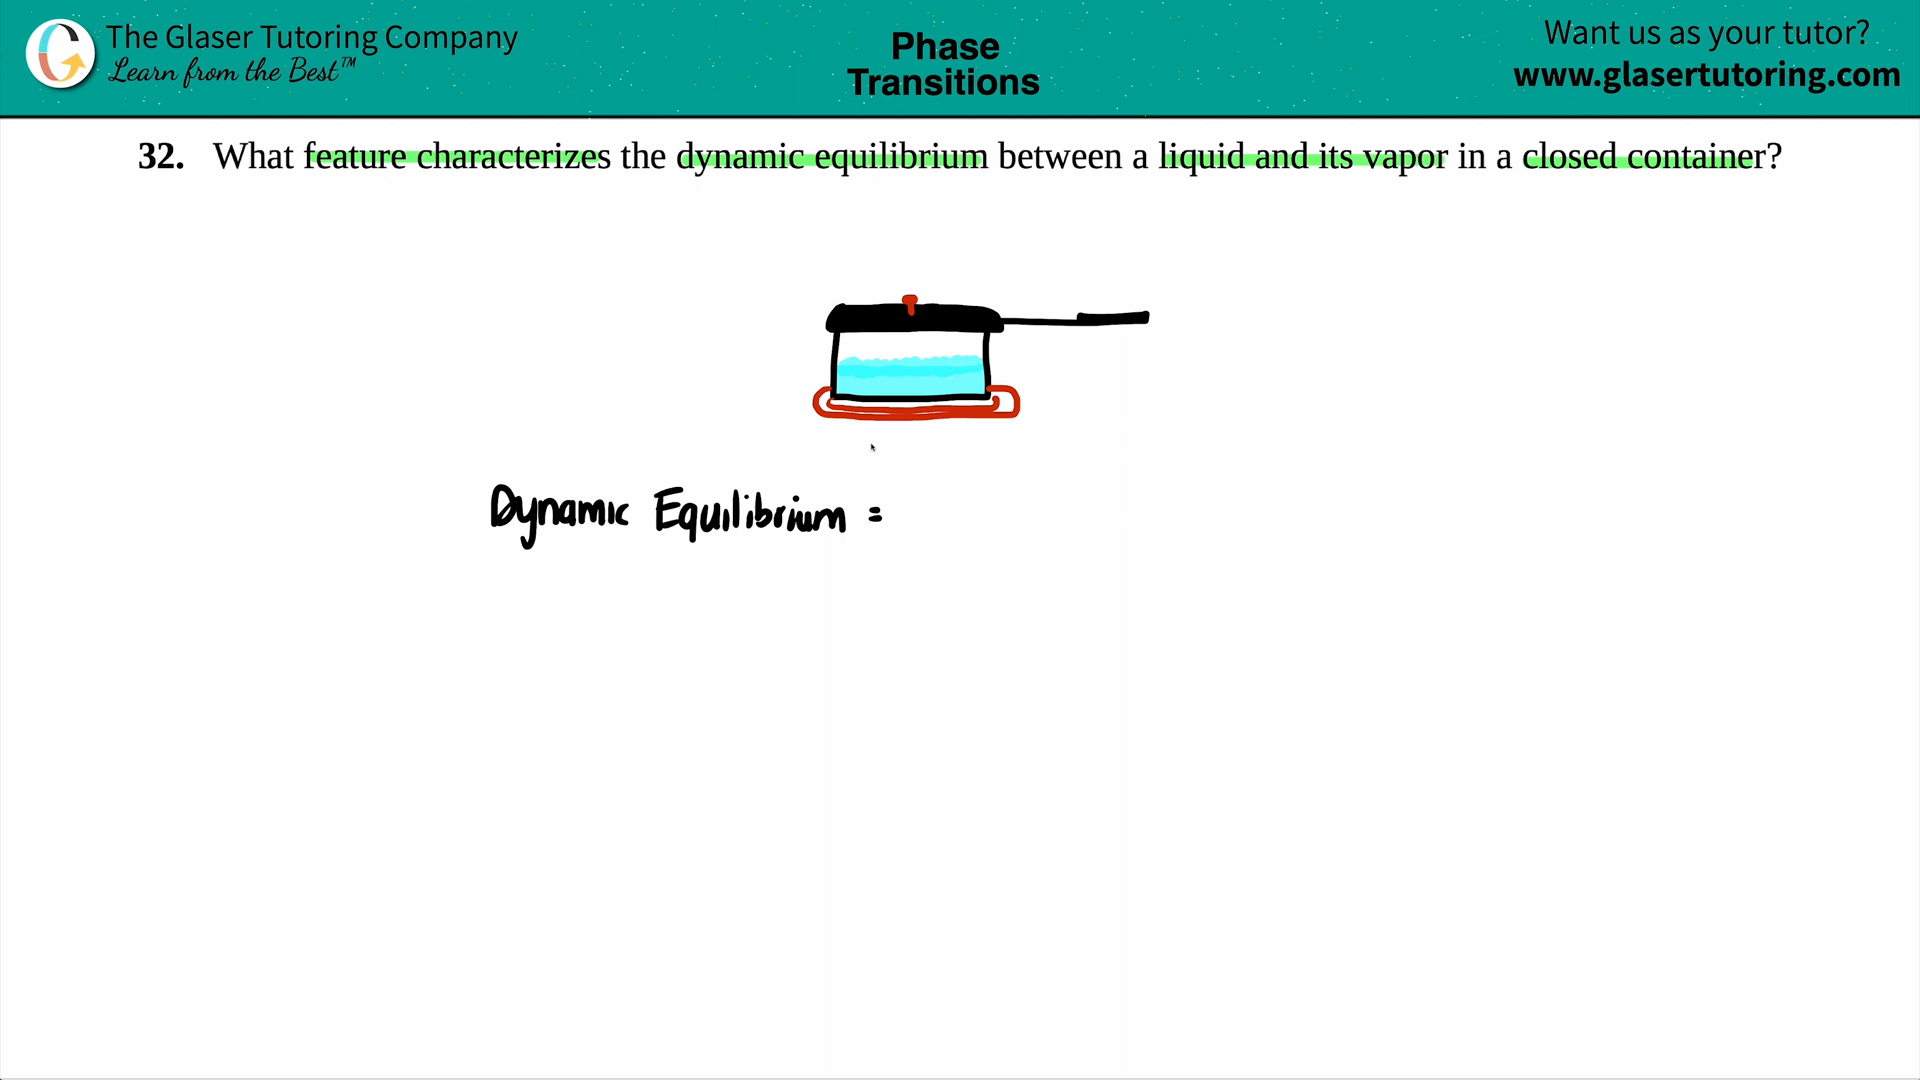 The Glaser Tutoring Company
Learn from the Best™
Phase
Transitions
Want us as your tutor?
www.glasertutoring.com
32. What feature characterizes the dynamic equilibrium between a liquid and its vapor in a closed container?
Dynamic Equilibrium =